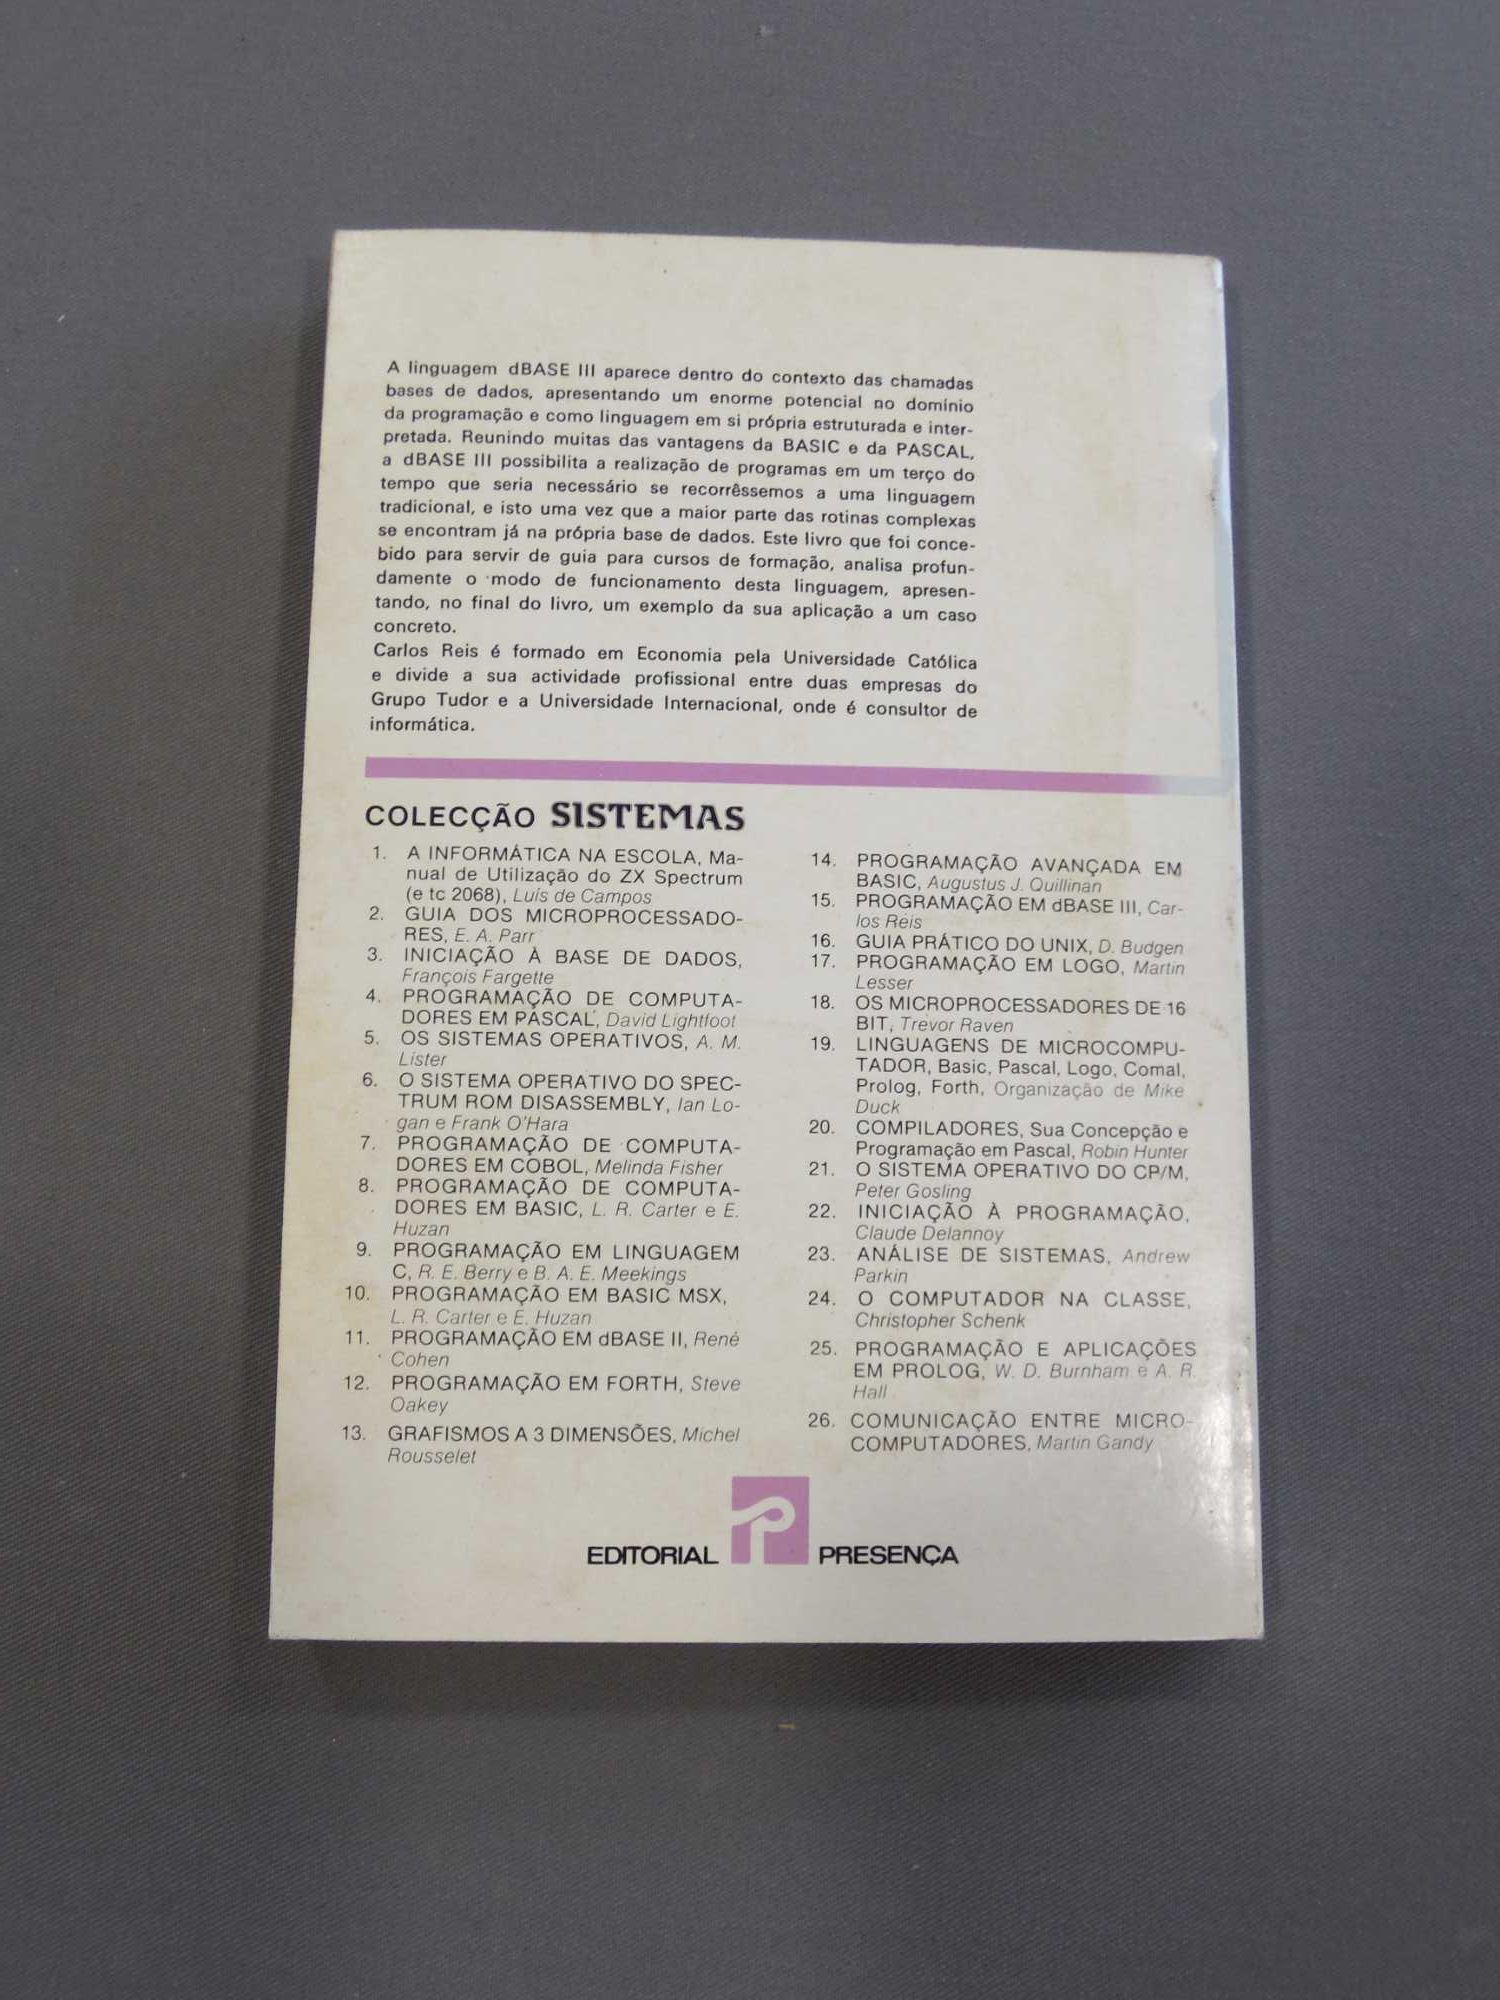 A linguagem dBASE III aparece dentro do contexto das chamadas
bases de dados, apresentando um enorme potencial no domínio
da programação e como linguagem em si própria estruturada e inter-
pretada. Reunindo muitas das vantagens da BASIC e da PASCAL,
a dBASE III possibilita a realização de programas em um terço do
tempo que seria necessário se recorrêssemos a uma linguagem
tradicional, e isto uma vez que a maior parte das rotinas complexas
se encontram já na própria base de dados. Este livro que foi conce-
bido para servir de guia para cursos de formação, analisa profun-
damente o modo de funcionamento desta linguagem, apresen-
tando, no final do livro, um exemplo da sua aplicação a um caso
concreto.
Carlos Reis é formado em Economia pela Universidade Católica
e divide a sua actividade profissional entre duas empresas do
Grupo Tudor e a Universidade Internacional, onde é consultor de
informática.
COLECÇÃO SISTEMAS
1. A INFORMÁTICA NA ESCOLA, Ma-
nual de Utilização do ZX Spectrum
(e tc 2068), Luís de Campos
2. GUIA DOS MICROPROCESSADO-
RES, E. A. Parr
3. INICIAÇÃO À BASE DE DADOS,
François Fargette
4. PROGRAMAÇÃO DE COMPUTA-
DORES EM PASCAL, David Lightfoot
5. OS SISTEMAS OPERATIVOS, A. M.
Lister
6. O SISTEMA OPERATIVO DO SPEC-
TRUM ROM DISASSEMBLY, Ian Lo-
gan e Frank O'Hara
7. PROGRAMAÇÃO DE COMPUTA-
DORES EM COBOL, Melinda Fisher
8. PROGRAMAÇÃO DE COMPUTA-
DORES EM BASIC, L. R. Carter e E.
Huzan
9. PROGRAMAÇÃO EM LINGUAGEM
C, R. E. Berry e B. A. E. Meekings
10. PROGRAMAÇÃO EM BASIC MSX,
L. R. Carter e E. Huzan
11. PROGRAMAÇÃO EM dBASE II, René
Cohen
12. PROGRAMAÇÃO EM FORTH, Steve
Oakey
13. GRAFISMOS A 3 DIMENSÕES, Michel
Rousselet
14. PROGRAMAÇÃO AVANÇADA EM
BASIC, Augustus J. Quillinan
15. PROGRAMAÇÃO EM dBASE III, Car-
los Reis
16. GUIA PRÁTICO DO UNIX, D. Budgen
17. PROGRAMAÇÃO EM LOGO, Martin
Lesser
18. OS MICROPROCESSADORES DE 16
BIT, Trevor Raven
19. LINGUAGENS DE MICROCOMPU-
TADOR, Basic, Pascal, Logo, Comal,
Prolog, Forth, Organização de Mike
Duck
20. COMPILADORES, Sua Concepção e
Programação em Pascal, Robin Hunter
21. O SISTEMA OPERATIVO DO CP/M,
Peter Gosling
22. INICIAÇÃO À PROGRAMAÇÃO,
Claude Delannoy
23. ANÁLISE DE SISTEMAS, Andrew
Parkin
24. O COMPUTADOR NA CLASSE,
Christopher Schenk
25. PROGRAMAÇÃO E APLICAÇÕES
EM PROLOG, W. D. Burnham e A. R.
Hall
26. COMUNICAÇÃO ENTRE MICRO-
COMPUTADORES, Martin Gandy
EDITORIAL PRESENÇA